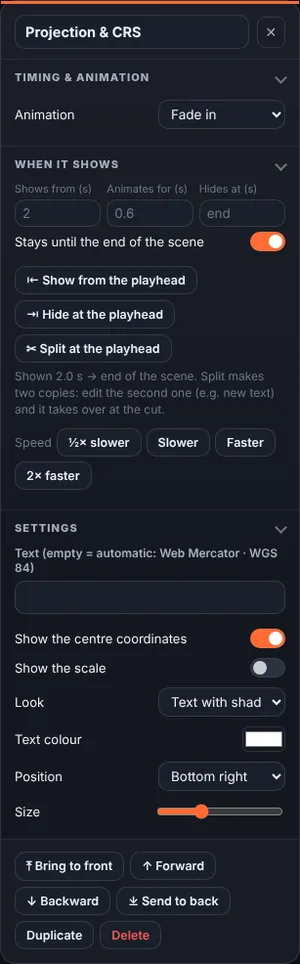 Projection & CRS
×
TIMING & ANIMATION
Animation
Fade in
WHEN IT SHOWS
Shows from (s) Animates for (s) Hides at (s)
2 0.6 end
Stays until the end of the scene
⇤ Show from the playhead
⇥ Hide at the playhead
✂ Split at the playhead
Shown 2.0 s → end of the scene. Split makes
two copies: edit the second one (e.g. new text)
and it takes over at the cut.
Speed ½× slower Slower Faster
2× faster
SETTINGS
Text (empty = automatic: Web Mercator · WGS
84)
Show the centre coordinates
Show the scale
Look Text with shad
Text colour
Position Bottom right
Size
⤒ Bring to front ↑ Forward
↓ Backward ⤓ Send to back
Duplicate Delete